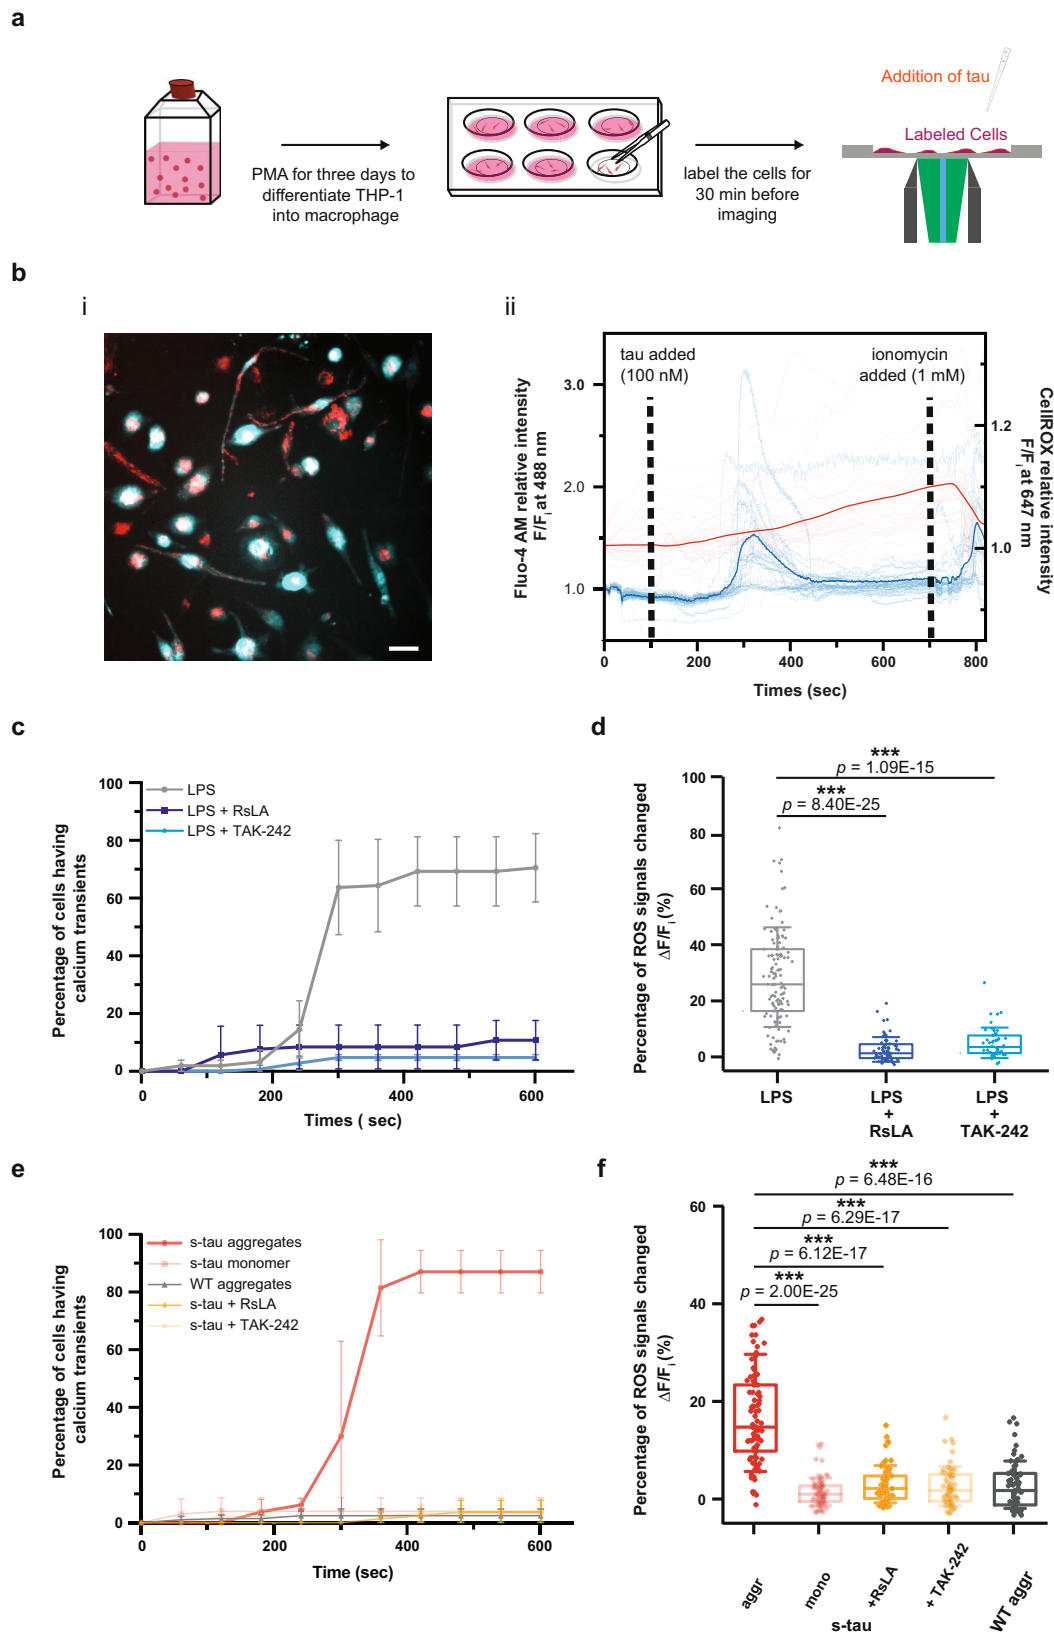 a
Addition of tau
Labeled Cells
PMA for three days to
differentiate THP-1
into macrophage
label the cells for
30 min before
imaging
b
i
ii
tau added
(100 nM)
ionomycin
added (1 mM)
Fluo-4 AM relative intensity
F/Fi at 488 nm
3.0
2.0
1.0
CellROX relative intensity
F/Fi at 647 nm
1.2
1.0
0 200 400 600 800
Times (sec)
c
LPS
LPS + RsLA
LPS + TAK-242
Percentage of cells having
calcium transients
100
80
60
40
20
0
0 200 400 600
Times ( sec)
d
***
p = 1.09E-15
***
p = 8.40E-25
Percentage of ROS signals changed
ΔF/Fi (%)
100
80
60
40
20
0
LPS
LPS
+
RsLA
LPS
+
TAK-242
e
s-tau aggregates
s-tau monomer
WT aggregates
s-tau + RsLA
s-tau + TAK-242
Percentage of cells having
calcium transients
100
80
60
40
20
0
0 200 400 600
Time (sec)
f
***
p = 6.48E-16
***
p = 6.29E-17
***
p = 6.12E-17
***
p = 2.00E-25
Percentage of ROS signals changed
ΔF/Fi (%)
60
40
20
0
aggr
mono
+RsLA
+ TAK-242
WT aggr
s-tau